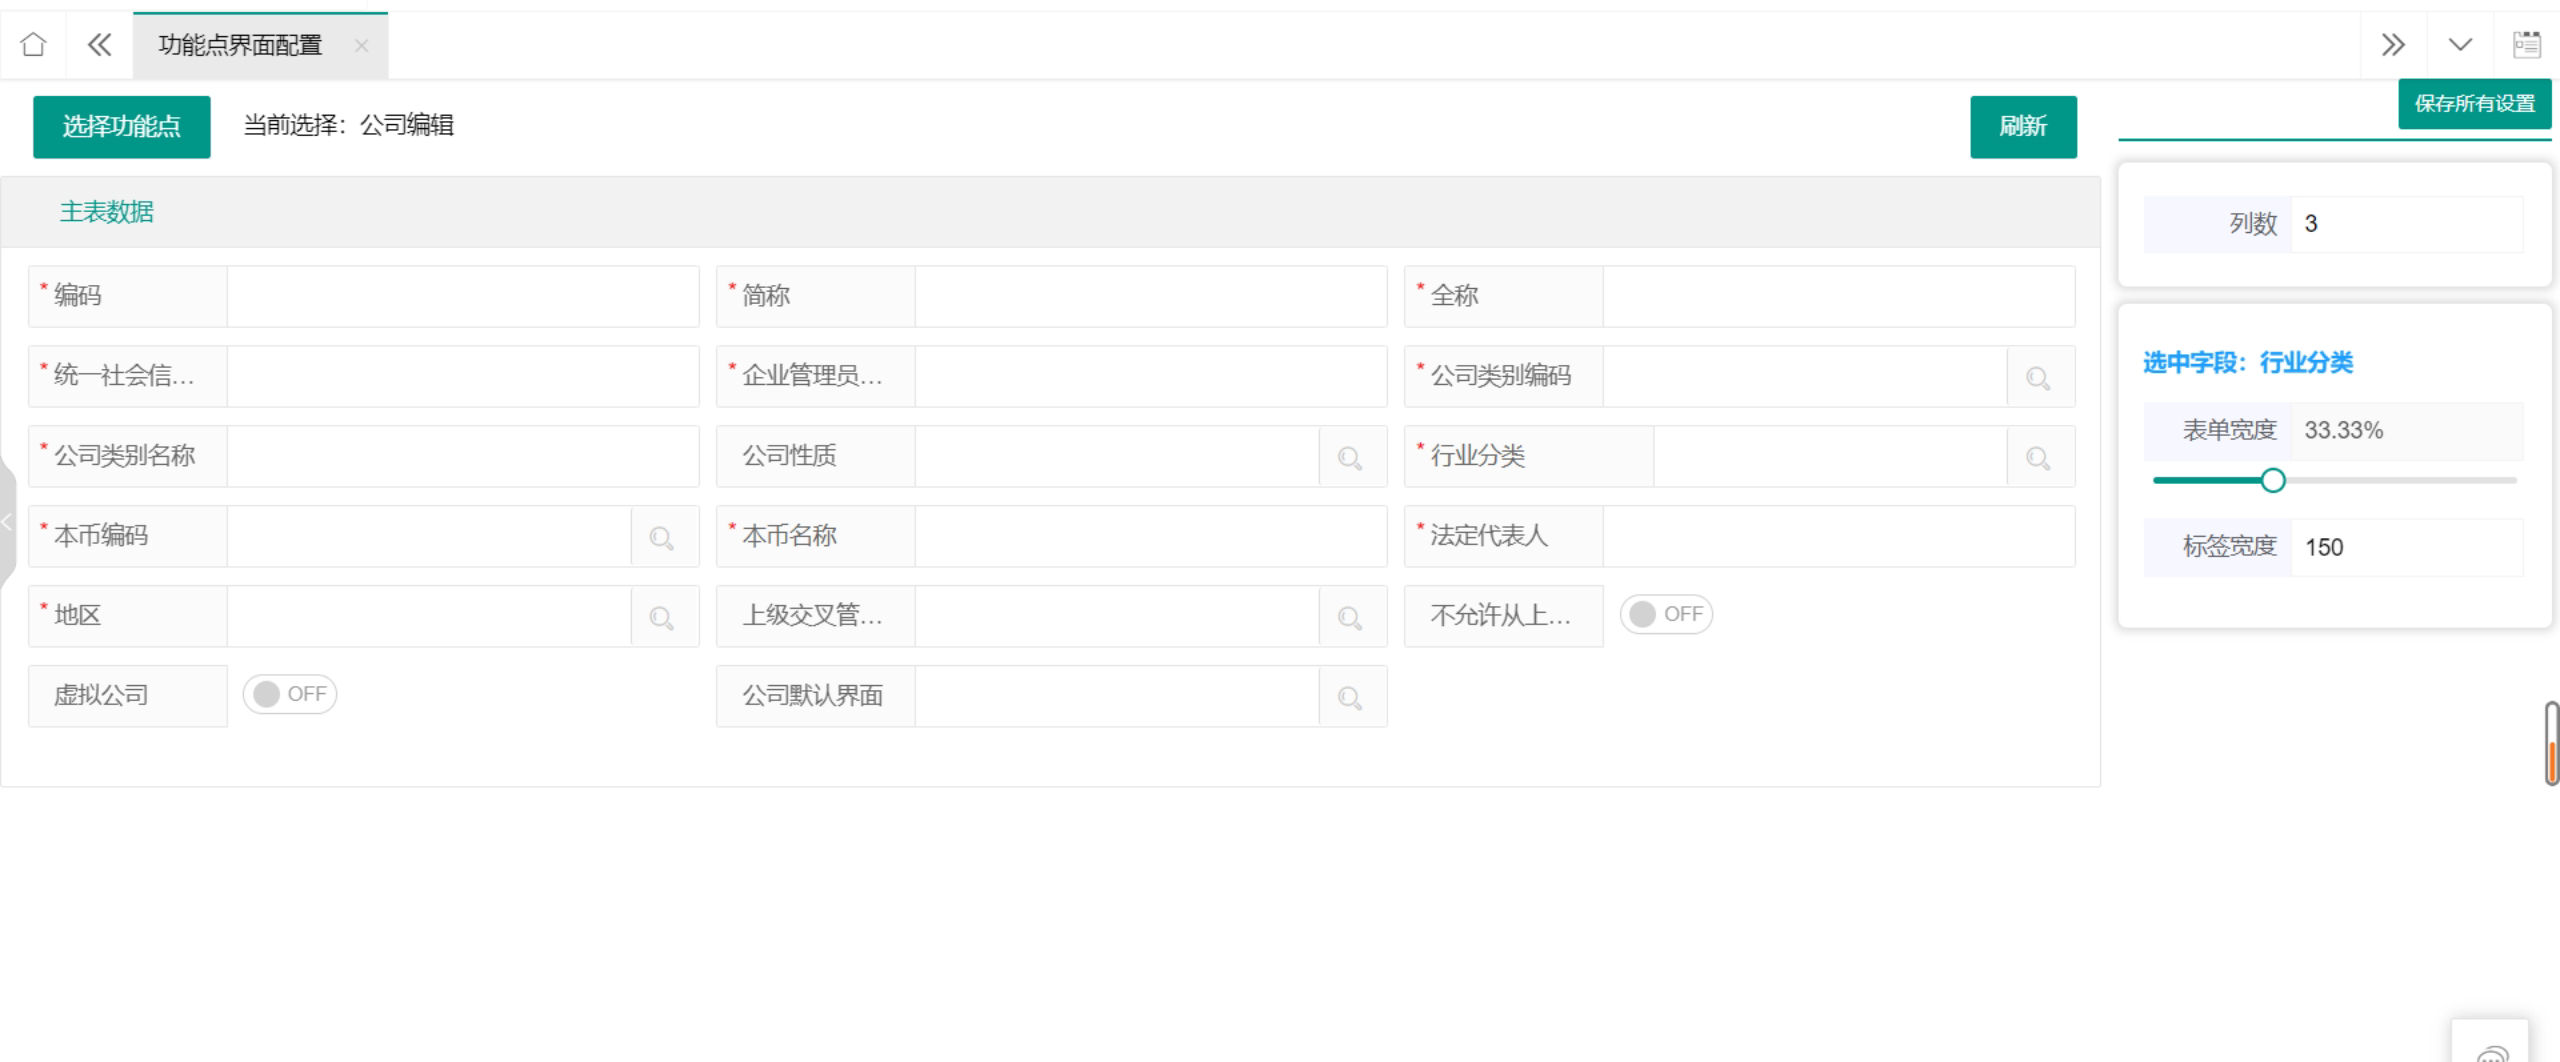 功能点界面配置
保存所有设置
选择功能点 当前选择：公司编辑 刷新
主表数据
列数 3
* 编码 * 简称 * 全称
* 统一社会信... * 企业管理员... * 公司类别编码
选中字段：行业分类
表单宽度 33.33%
* 公司类别名称 公司性质 * 行业分类
* 本币编码 * 本币名称 * 法定代表人
标签宽度 150
* 地区 上级交叉管... 不允许从上... OFF
虚拟公司 OFF 公司默认界面